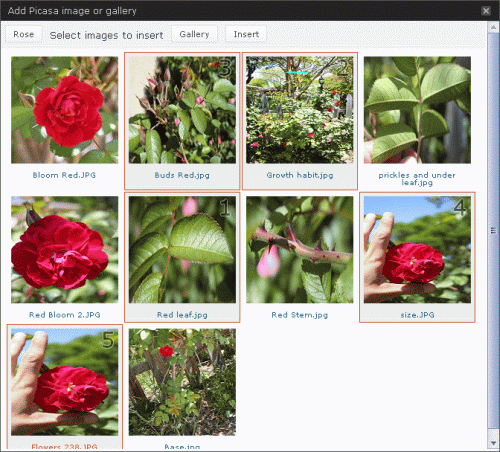 Add Picasa image or gallery
Rose Select images to insert Gallery Insert
3
Bloom Red.JPG Buds Red.jpg Growth habit.jpg prickles and under
leaf.jpg
1 4
Red Bloom 2.JPG Red leaf.jpg Red Stem.jpg size.JPG
5
Flowers 238.JPG Base.jpg